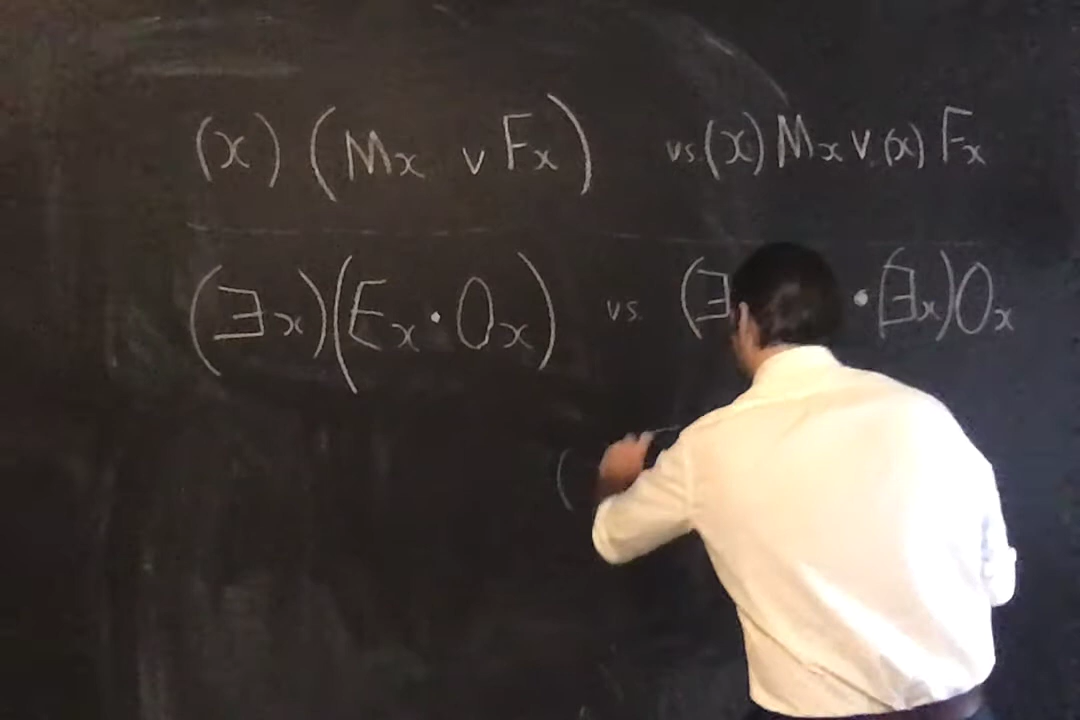 (x) (Mx v Fx) vs. (x) Mx v (x) Fx
(∃x)(Ex · Ox) vs. (∃ · (∃x)Ox
(